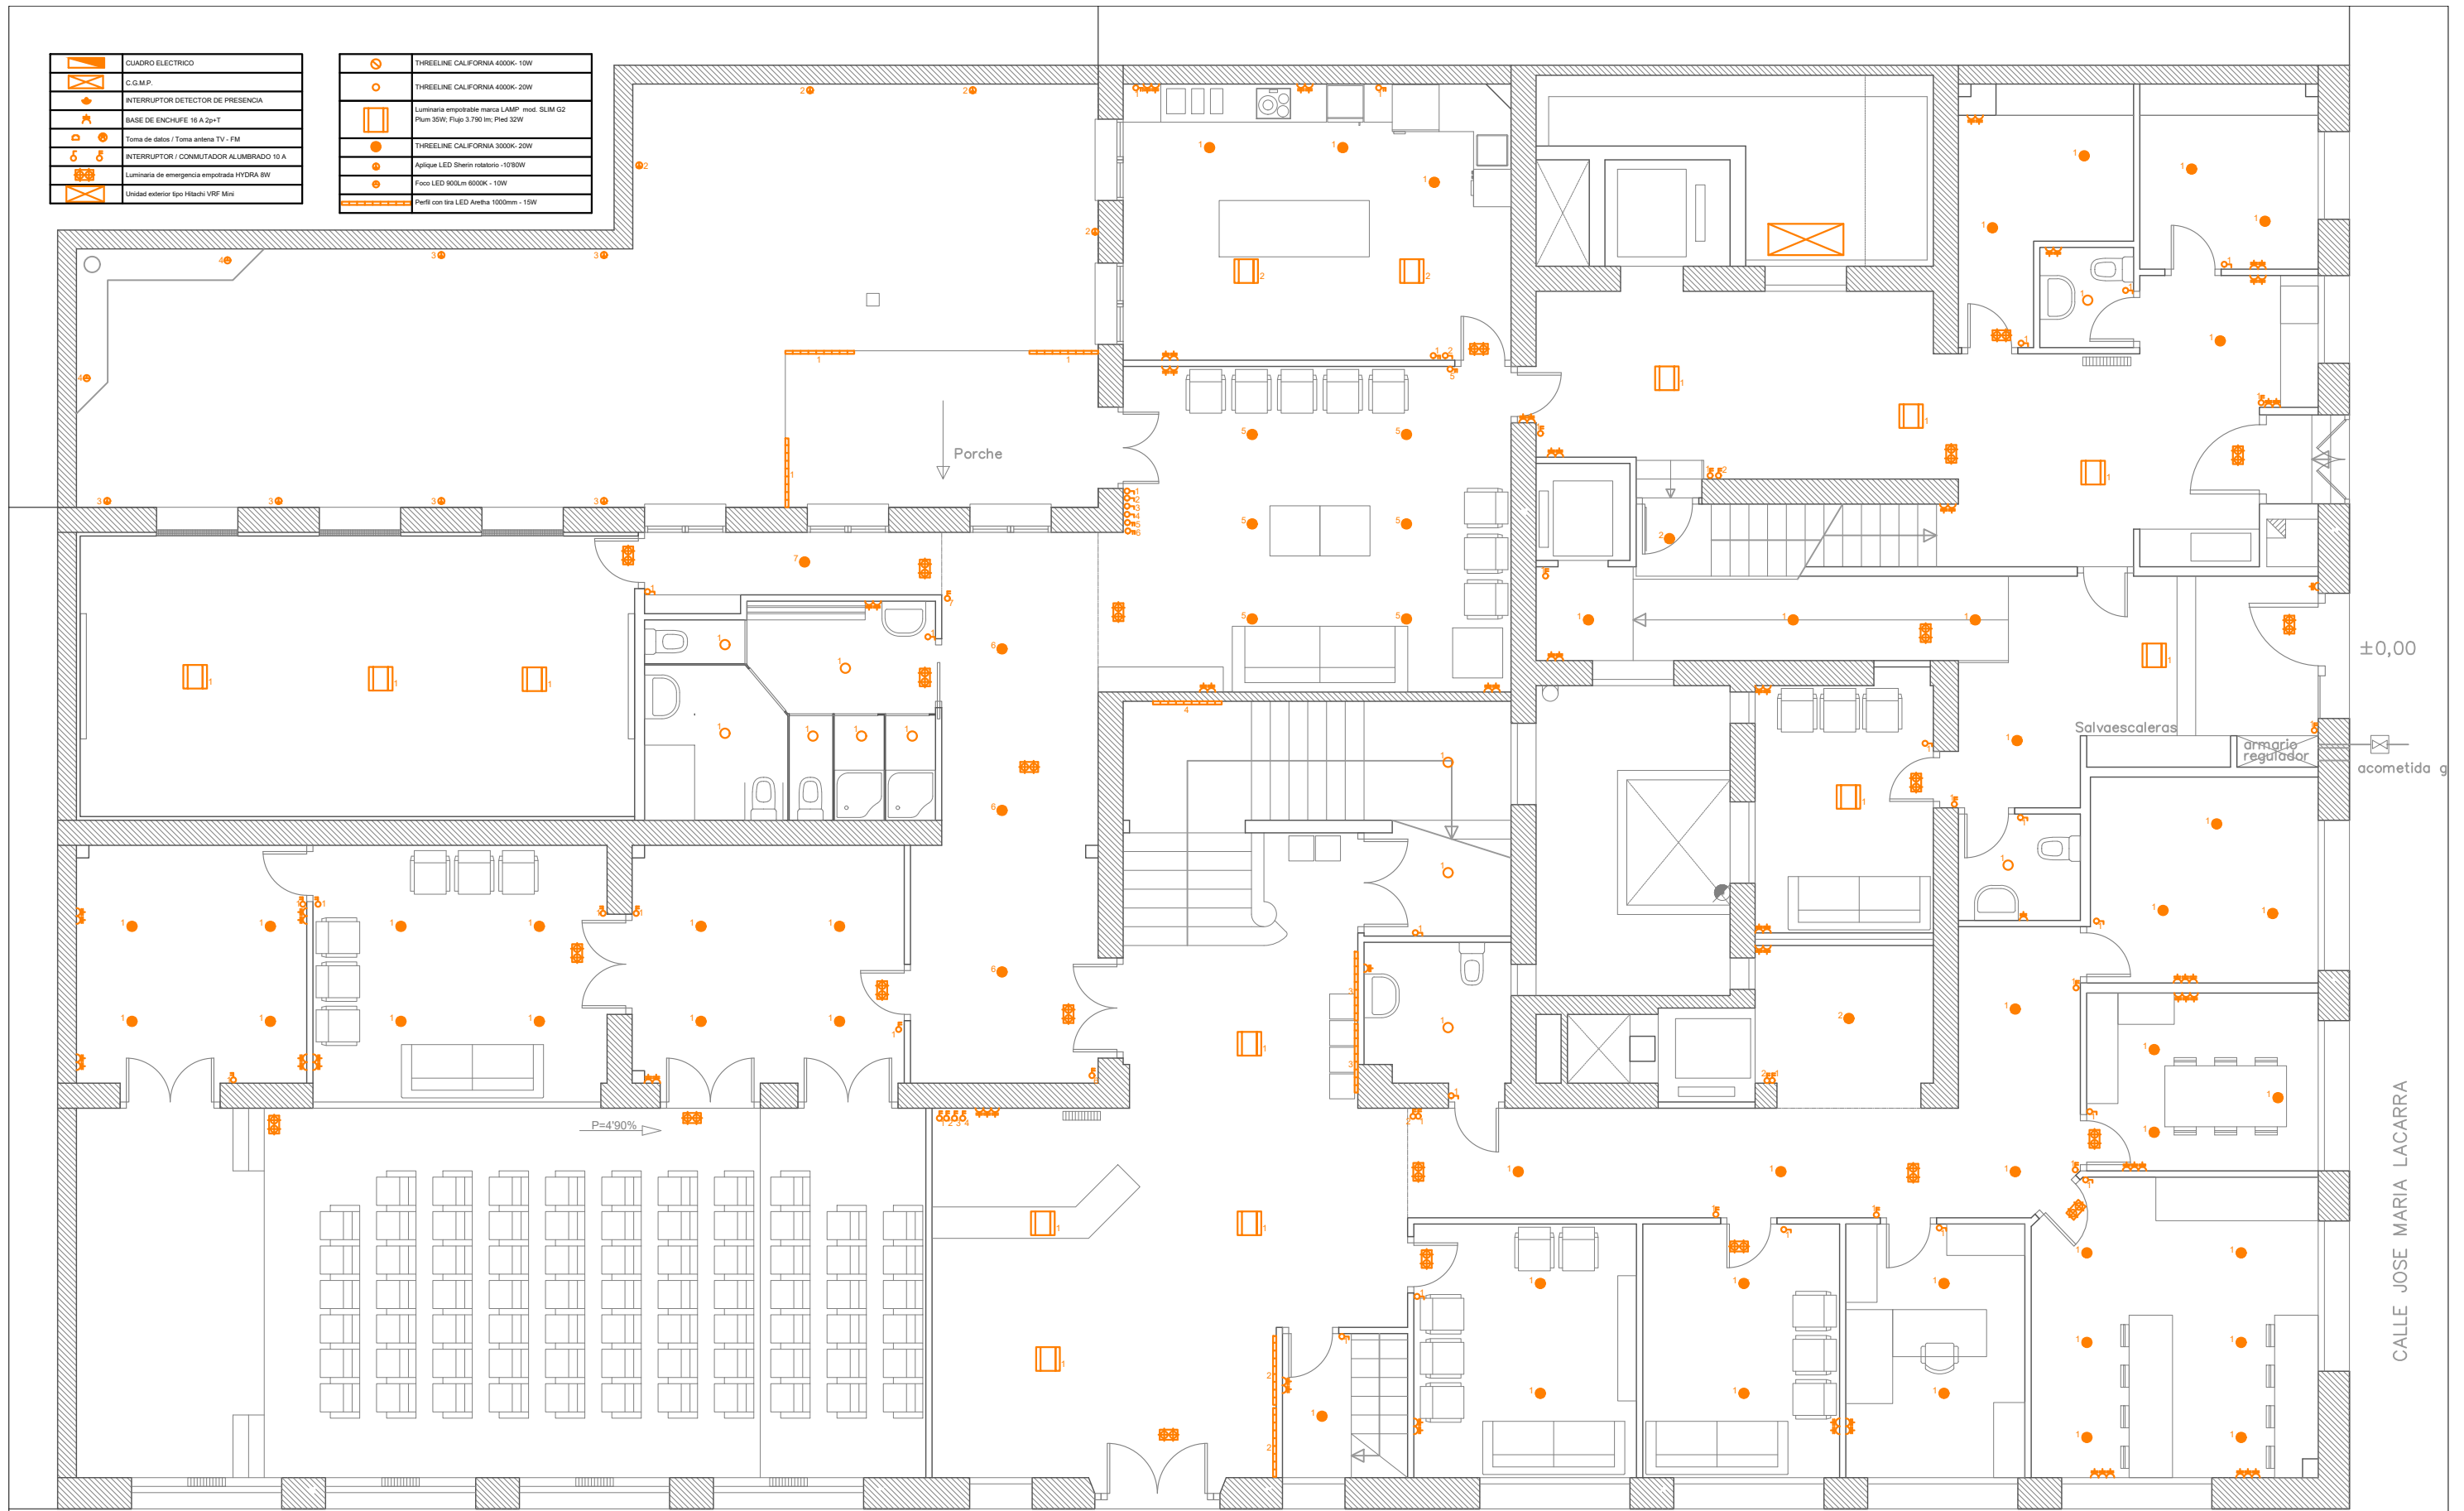 CUADRO ELECTRICO
C.G.M.P.
INTERRUPTOR DETECTOR DE PRESENCIA
BASE DE ENCHUFE 16 A 2p+T
Toma de datos / Toma antena TV - FM
INTERRUPTOR / CONMUTADOR ALUMBRADO 10 A
Luminaria de emergencia empotrada HYDRA 8W
Unidad exterior tipo Hitachi VRF Mini
THREELINE CALIFORNIA 4000K- 10W
THREELINE CALIFORNIA 4000K- 20W
Luminaria empotrable marca LAMP mod. SLIM G2
Plum 35W; Flujo 3.790 lm; Pled 32W
THREELINE CALIFORNIA 3000K- 20W
Aplique LED Sherin rotatorio -10'80W
Foco LED 900Lm 6000K - 10W
Perfil con tira LED Aretha 1000mm - 15W
Porche
±0,00
Salvaescaleras
armario
regulador
acometida g
P=4'90%
CALLE JOSE MARIA LACARRA